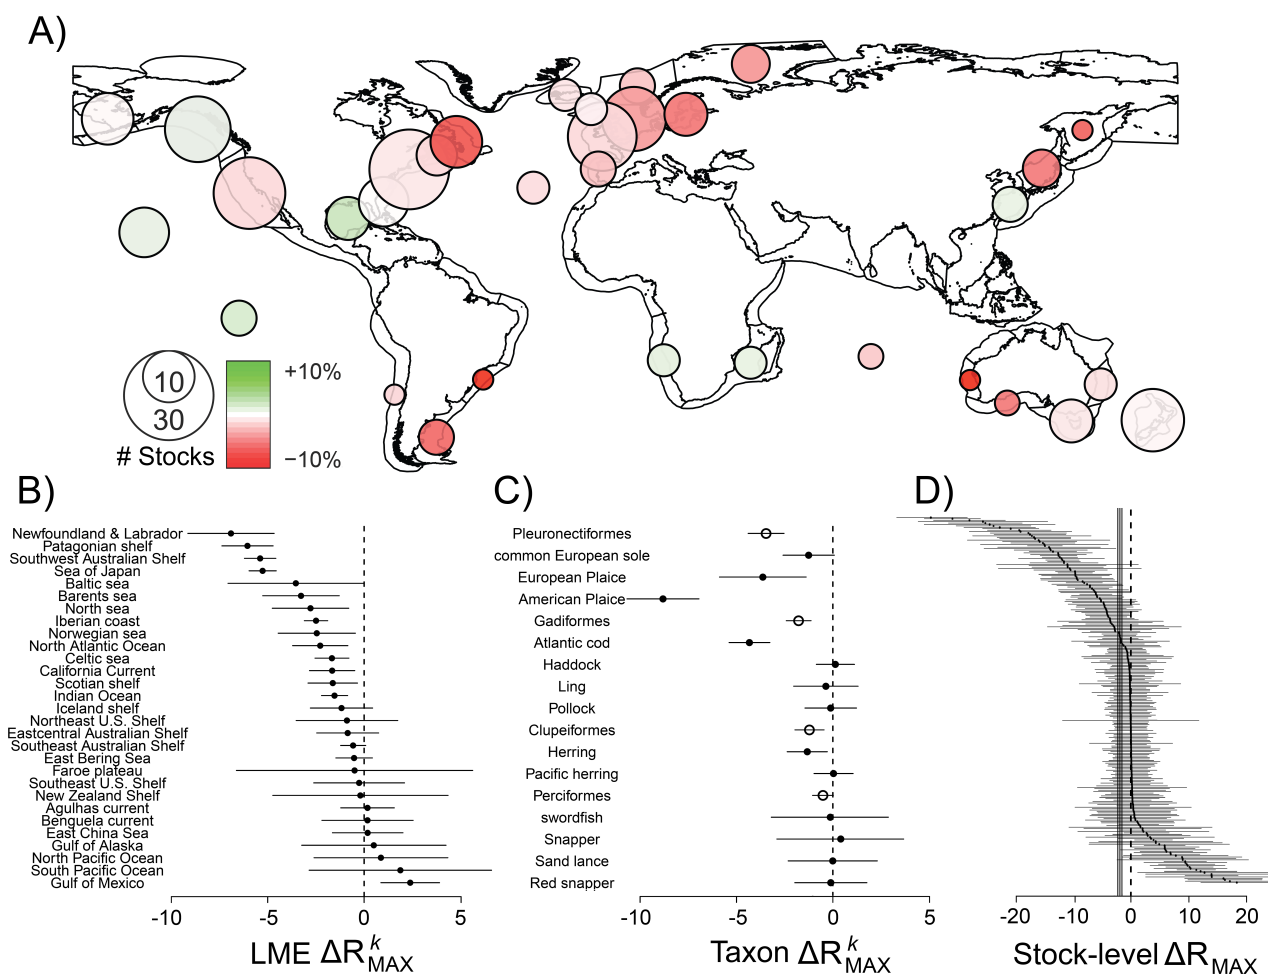 A)
10
30
# Stocks
+10%
−10%
B)
Newfoundland & Labrador
Patagonian shelf
Southwest Australian Shelf
Sea of Japan
Baltic sea
Barents sea
North sea
Iberian coast
Norwegian sea
North Atlantic Ocean
Celtic sea
California Current
Scotian shelf
Indian Ocean
Iceland shelf
Northeast U.S. Shelf
Eastcentral Australian Shelf
Southeast Australian Shelf
East Bering Sea
Faroe plateau
Southeast U.S. Shelf
New Zealand Shelf
Agulhas current
Benguela current
East China Sea
Gulf of Alaska
North Pacific Ocean
South Pacific Ocean
Gulf of Mexico
-10 -5 0 5
LME ΔR k MAX
C)
Pleuronectiformes
common European sole
European Plaice
American Plaice
Gadiformes
Atlantic cod
Haddock
Ling
Pollock
Clupeiformes
Herring
Pacific herring
Perciformes
swordfish
Snapper
Sand lance
Red snapper
-10 -5 0 5
Taxon ΔR k MAX
D)
-20 -10 0 10 20
Stock-level ΔR MAX